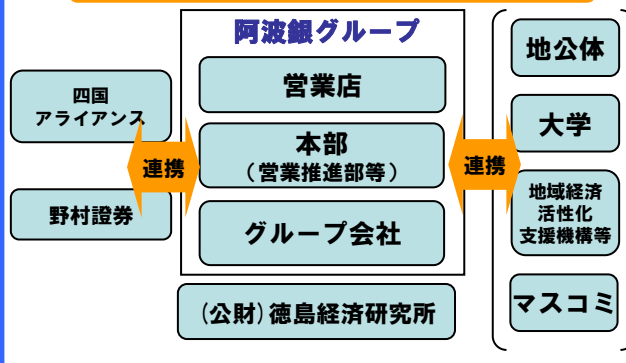 阿波銀グループ
営業店
本部
（営業推進部等）
グループ会社
四国
アライアンス
野村證券
連携
連携
地公体
大学
地域経済
活性化
支援機構等
マスコミ
（公財）徳島経済研究所